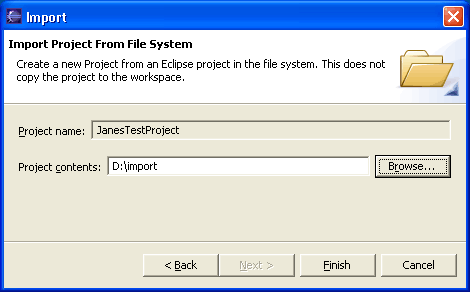 Import
Import Project From File System
Create a new Project from an Eclipse project in the file system. This does not
copy the project to the workspace.
Project name: JanesTestProject
Project contents: D:\import Browse...
< Back Next > Finish Cancel